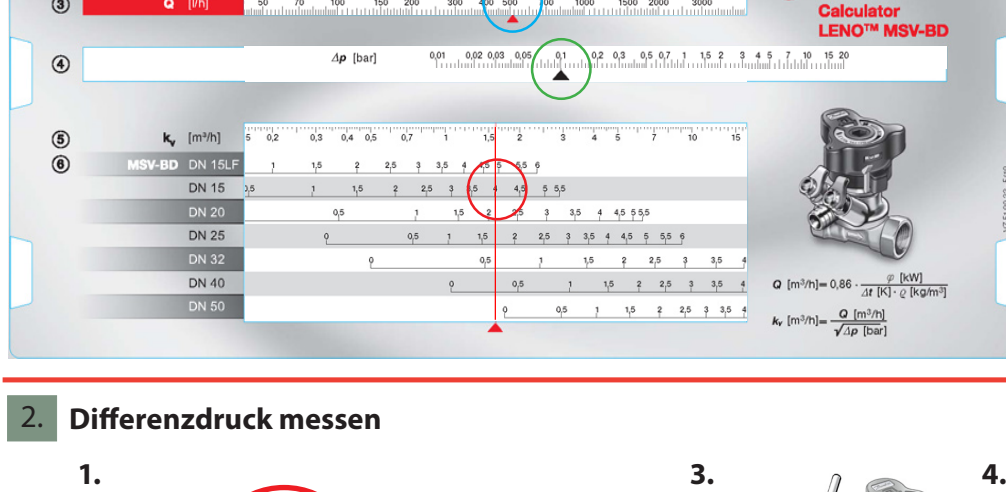 ③ Q [l/h] 50 70 100 150 200 300 400 500 700 1000 1500 2000 3000
Calculator
LENO™ MSV-BD
④ Δp [bar] 0,01 0,02 0,03 0,05 0,1 0,2 0,3 0,5 0,7 1 1,5 2 3 4 5 7 10 15 20
⑤ kv [m³/h] 5 0,2 0,3 0,4 0,5 0,7 1 1,5 2 3 4 5 7 10 15
⑥ MSV-BD DN 15LF 1 1,5 2 2,5 3 3,5 4 4,5 5 5,5 6
DN 15 0,5 1 1,5 2 2,5 3 3,5 4 4,5 5 5,5
DN 20 0,5 1 1,5 2 2,5 3 3,5 4 4,5 5 5,5
DN 25 0 0,5 1 1,5 2 2,5 3 3,5 4 4,5 5 5,5 6
DN 32 0 0,5 1 1,5 2 2,5 3 3,5 4
DN 40 0 0,5 1 1,5 2 2,5 3 3,5 4
DN 50 0 0,5 1 1,5 2 2,5 3 3,5 4
Q [m³/h]= 0,86 · φ [kW] / Δt [K] · ϱ [kg/m³]
kv [m³/h]= Q [m³/h] / √Δp [bar]
2. Differenzdruck messen
1. 3. 4.